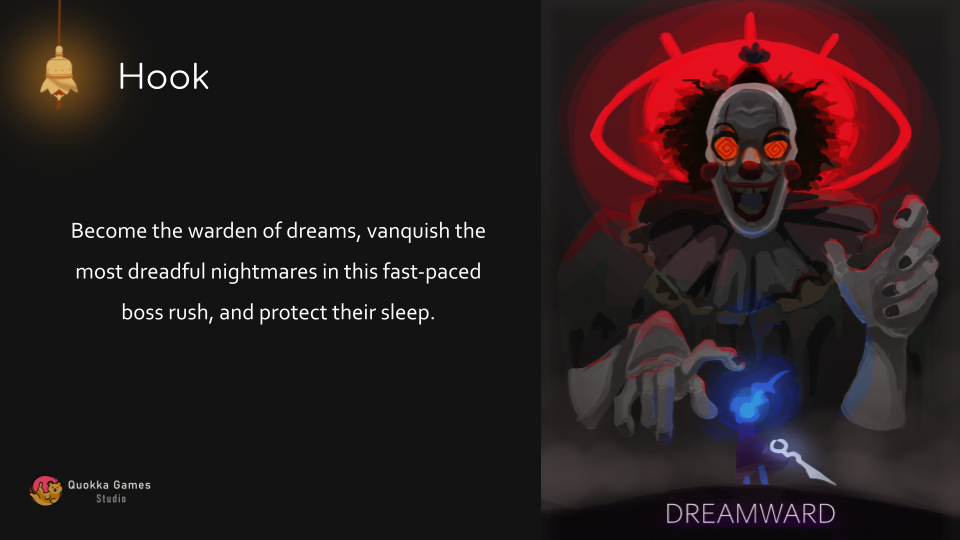 Hook
Become the warden of dreams, vanquish the
most dreadful nightmares in this fast-paced
boss rush, and protect their sleep.
Quokka Games
Studio
DREAMWARD